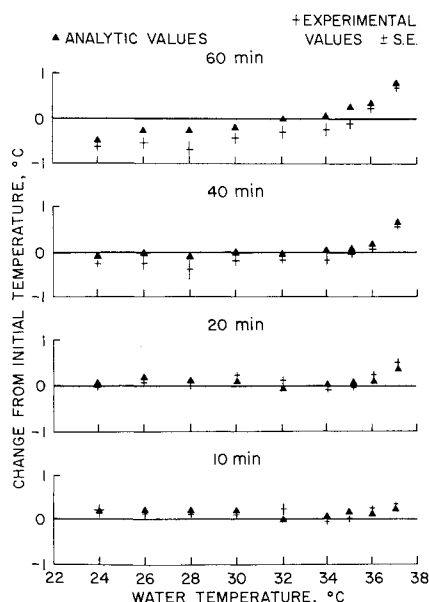 ▲ ANALYTIC VALUES
+ EXPERIMENTAL
VALUES ± S.E.
60 min
1
0
-1
40 min
1
0
-1
20 min
1
0
-1
10 min
1
0
-1
22 24 26 28 30 32 34 36 38
WATER TEMPERATURE, °C
CHANGE FROM INITIAL TEMPERATURE, °C